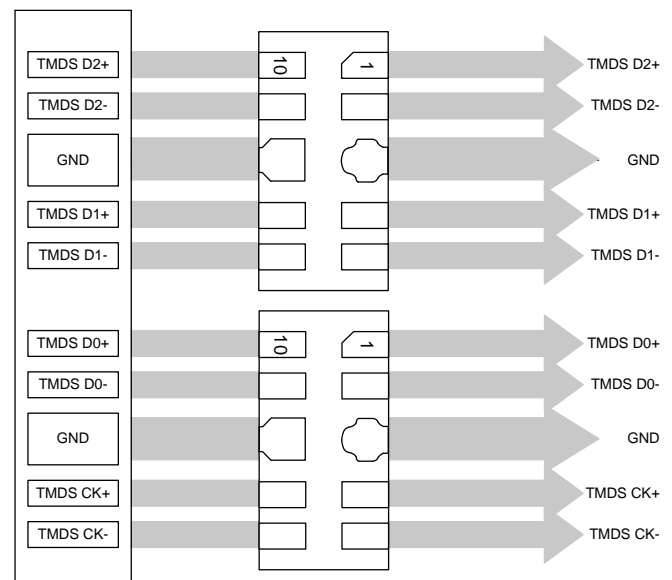 TMDS D2+ 10 1 TMDS D2+
TMDS D2- TMDS D2-
GND GND
TMDS D1+ TMDS D1+
TMDS D1- TMDS D1-
TMDS D0+ 10 1 TMDS D0+
TMDS D0- TMDS D0-
GND GND
TMDS CK+ TMDS CK+
TMDS CK- TMDS CK-